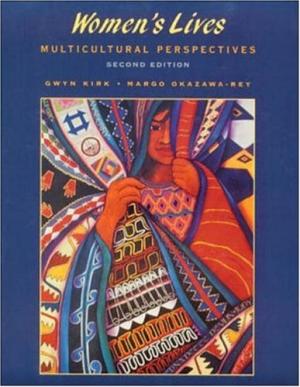 Women's Lives
MULTICULTURAL PERSPECTIVES
SECOND EDITION
GWYN KIRK • MARGO OKAZAWA-REY